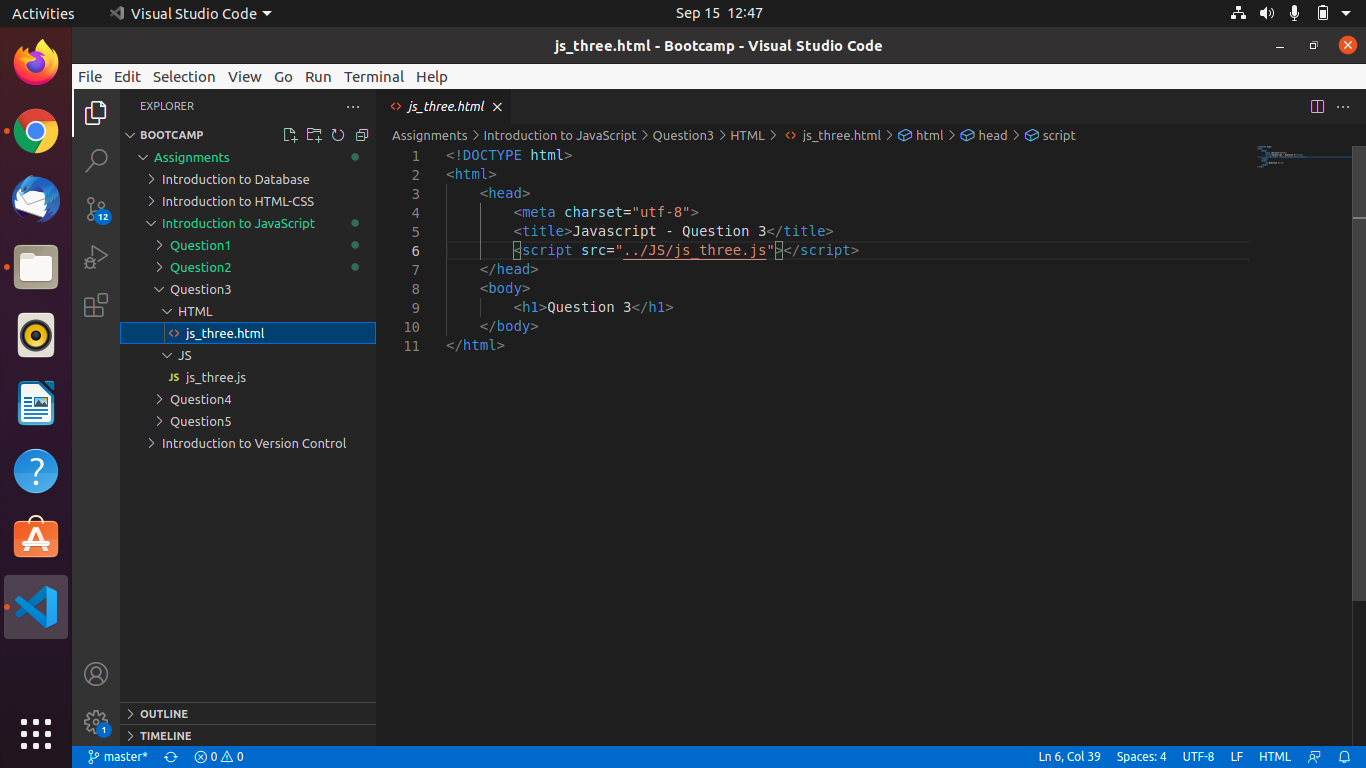 Activities Visual Studio Code Sep 15 12:47
js_three.html - Bootcamp - Visual Studio Code
File Edit Selection View Go Run Terminal Help
EXPLORER
BOOTCAMP
Assignments
Introduction to Database
Introduction to HTML-CSS
Introduction to JavaScript
Question1
Question2
Question3
HTML
<> js_three.html
JS
JS js_three.js
Question4
Question5
Introduction to Version Control
OUTLINE
TIMELINE
12
1
<> js_three.html
Assignments > Introduction to JavaScript > Question3 > HTML > <> js_three.html > html > head > script
1 <!DOCTYPE html>
2 <html>
3 <head>
4 <meta charset="utf-8">
5 <title>Javascript - Question 3</title>
6 <script src="../JS/js_three.js"></script>
7 </head>
8 <body>
9 <h1>Question 3</h1>
10 </body>
11 </html>
master* 0 0 Ln 6, Col 39 Spaces: 4 UTF-8 LF HTML